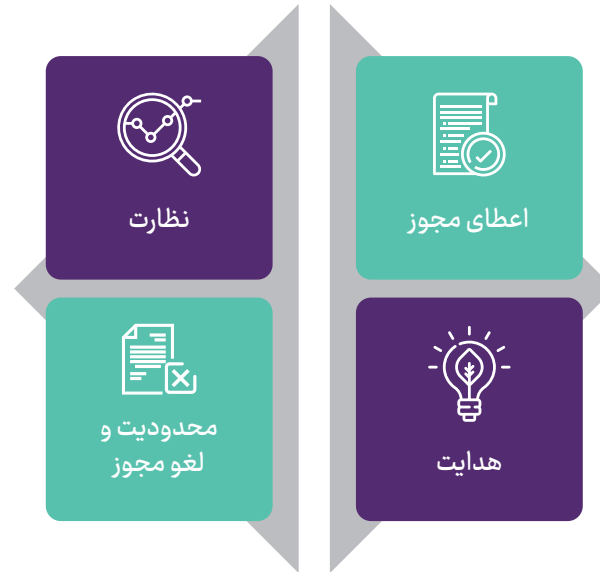 اعطای مجوز
نظارت
هدایت
محدودیت و
لغو مجوز